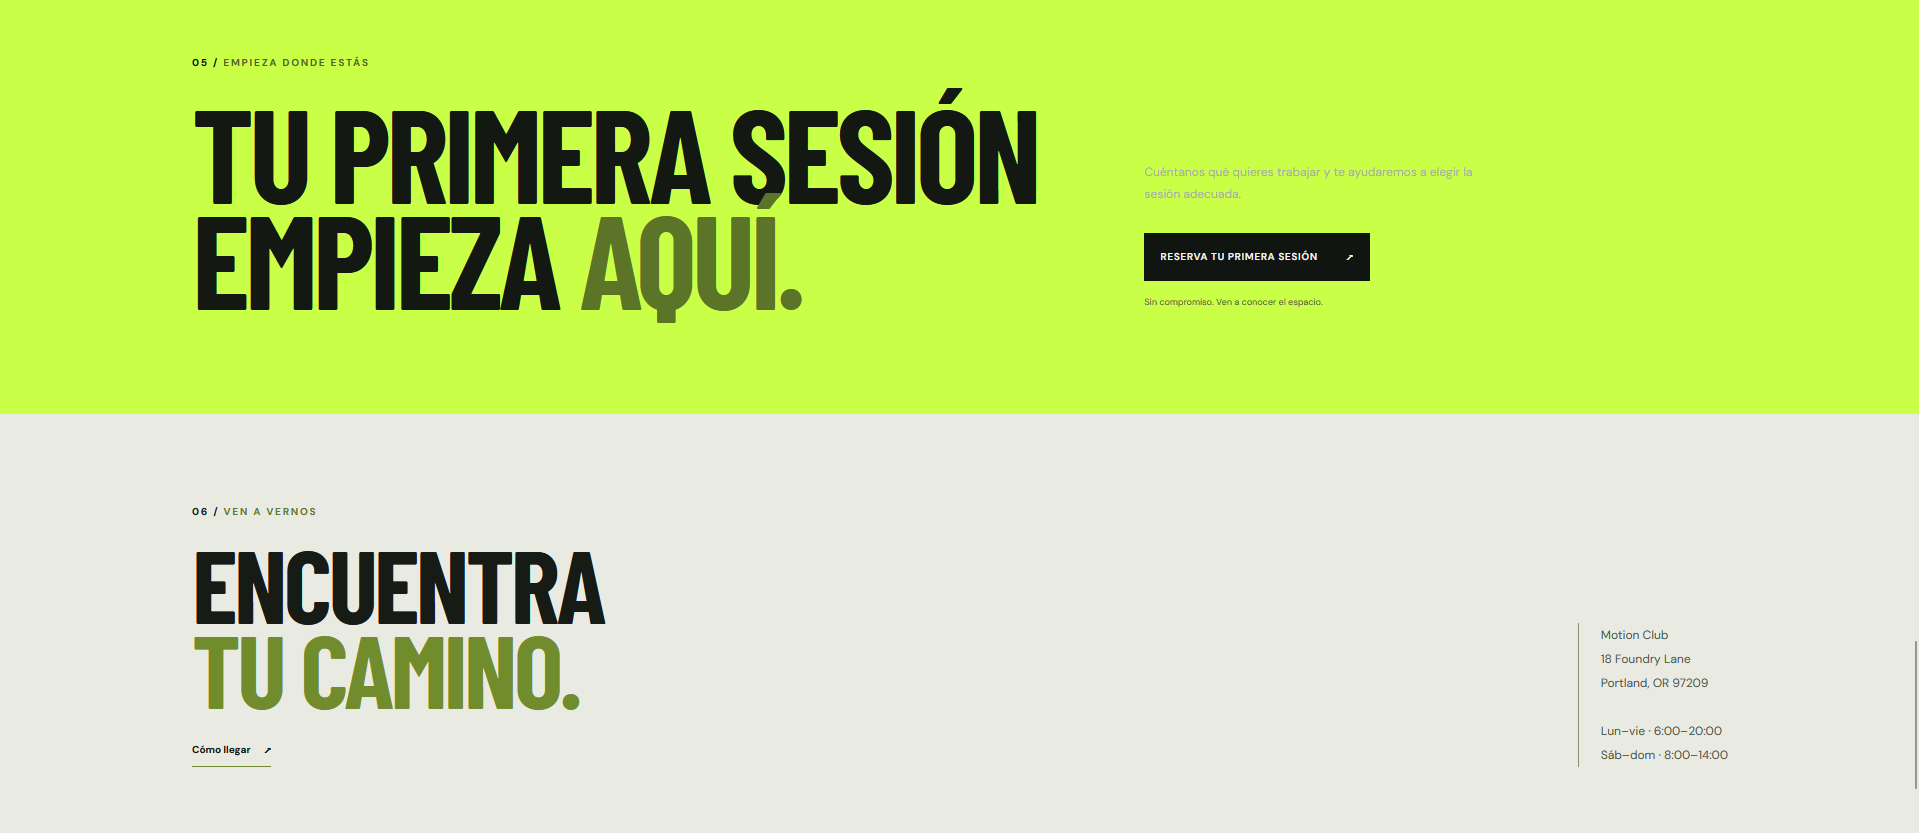 05 / EMPIEZA DONDE ESTÁS
TU PRIMERA SESIÓN
EMPIEZA AQUÍ.
Cuéntanos qué quieres trabajar y te ayudaremos a elegir la
sesión adecuada.
RESERVA TU PRIMERA SESIÓN
Sin compromiso. Ven a conocer el espacio.
06 / VEN A VERNOS
ENCUENTRA
TU CAMINO.
Cómo llegar
Motion Club
18 Foundry Lane
Portland, OR 97209
Lun–vie · 6:00–20:00
Sáb–dom · 8:00–14:00